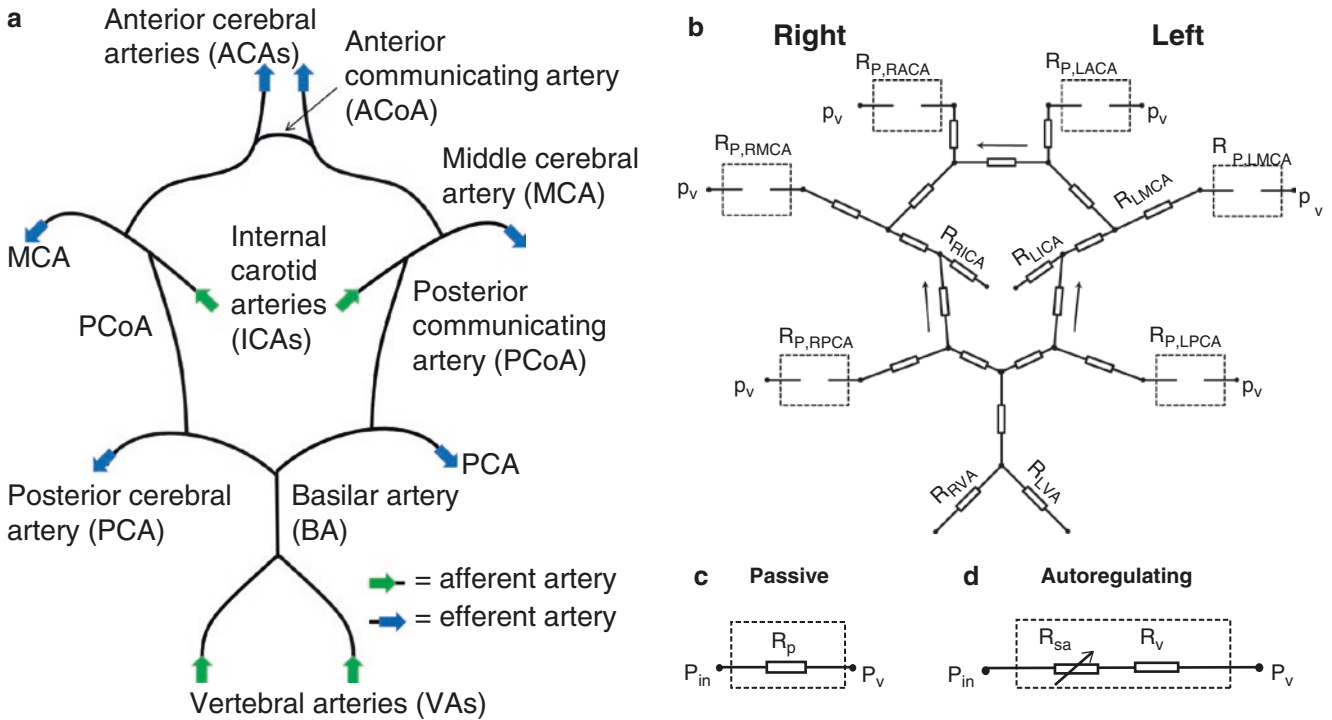 a
Anterior cerebral
arteries (ACAs)
Anterior
communicating artery
(ACoA)
Middle cerebral
artery (MCA)
MCA
Internal
carotid
arteries
(ICAs)
PCoA
Posterior
communicating
artery (PCoA)
PCA
Posterior cerebral
artery (PCA)
Basilar artery
(BA)
= afferent artery
= efferent artery
Vertebral arteries (VAs)
b
Right
Left
R_P,RACA
p_v
R_P,LACA
p_v
R_P,RMCA
p_v
R_P,LMCA
p_v
R_LMCA
R_RICA
R_LICA
R_P,RPCA
p_v
R_P,LPCA
p_v
R_RVA
R_LVA
c
Passive
R_p
P_in
P_v
d
Autoregulating
R_sa
R_v
P_in
P_v